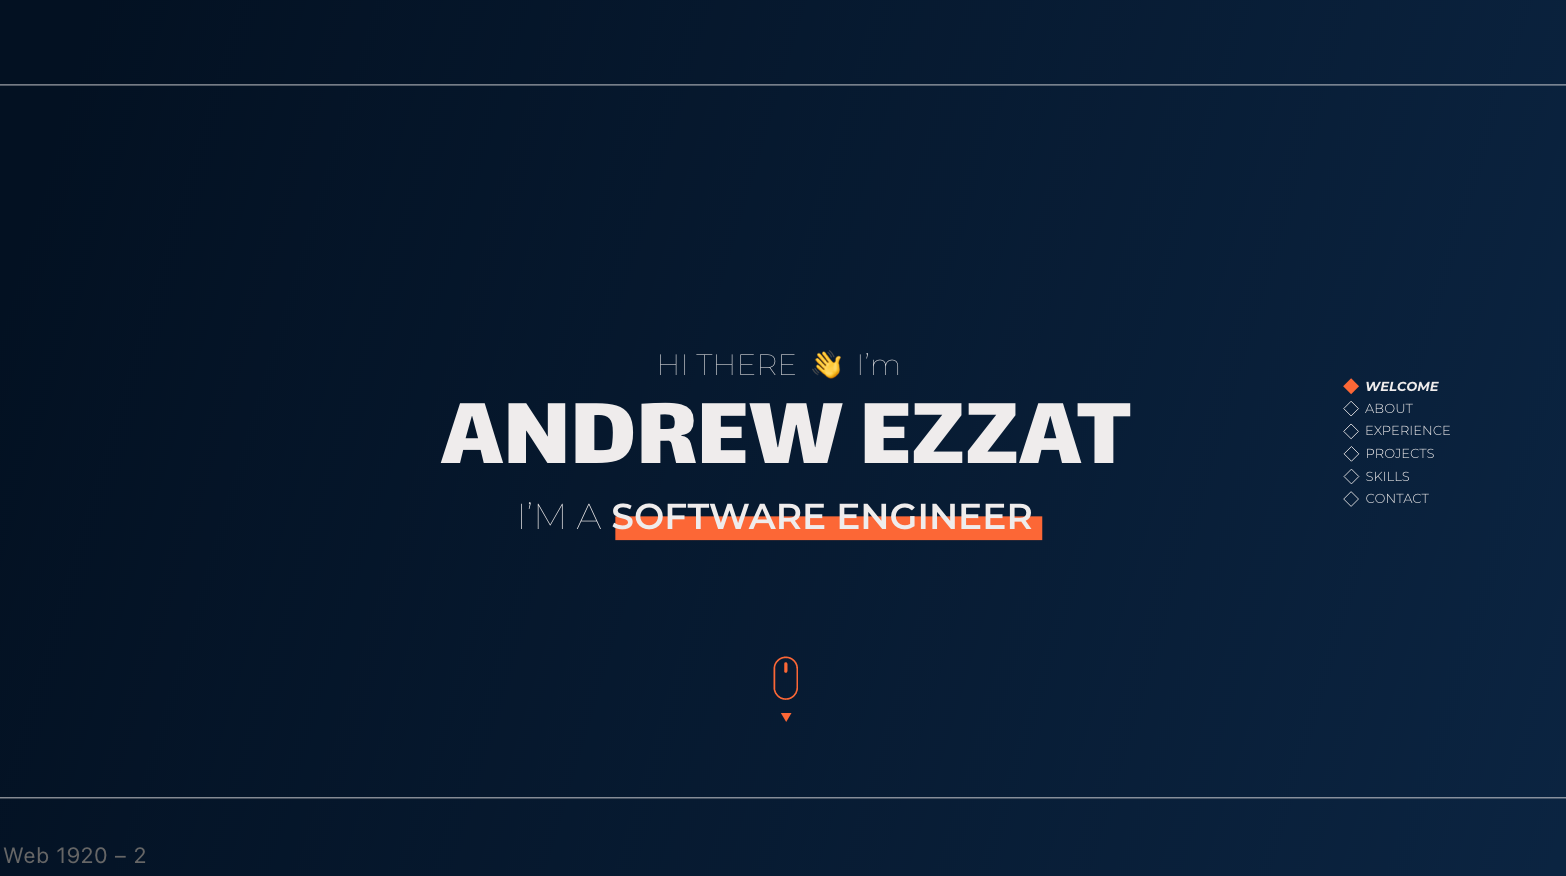 HI THERE 👋 I'm
ANDREW EZZAT
I'M A SOFTWARE ENGINEER
WELCOME
ABOUT
EXPERIENCE
PROJECTS
SKILLS
CONTACT
Web 1920 – 2